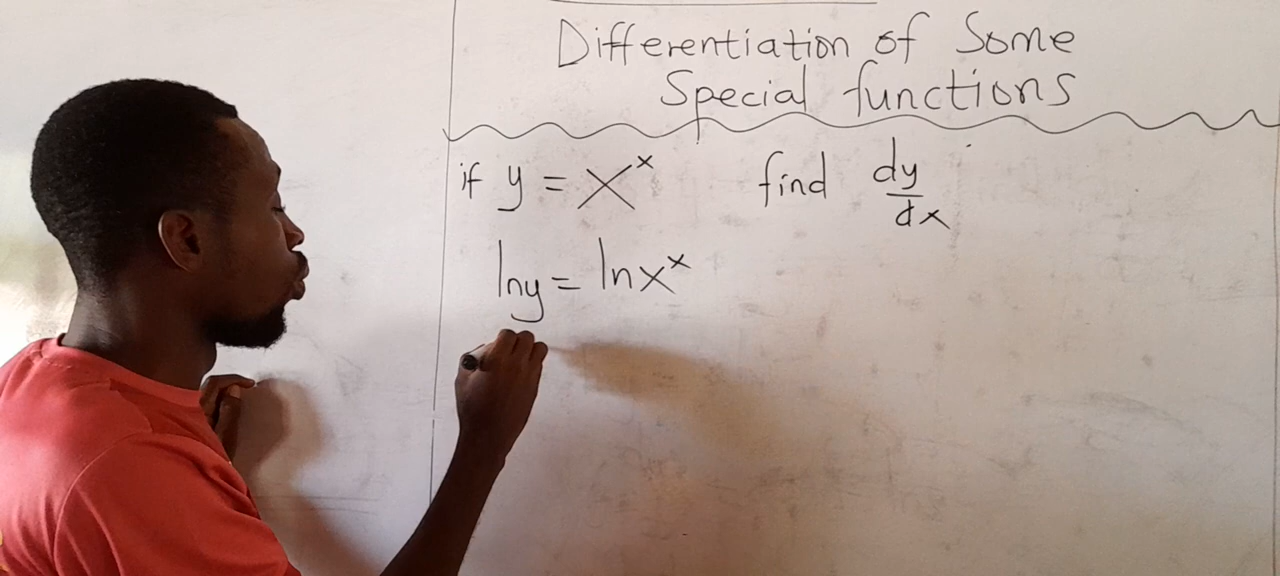 Differentiation of Some
Special functions
if y = x^x find dy/dx
lny = lnx^x